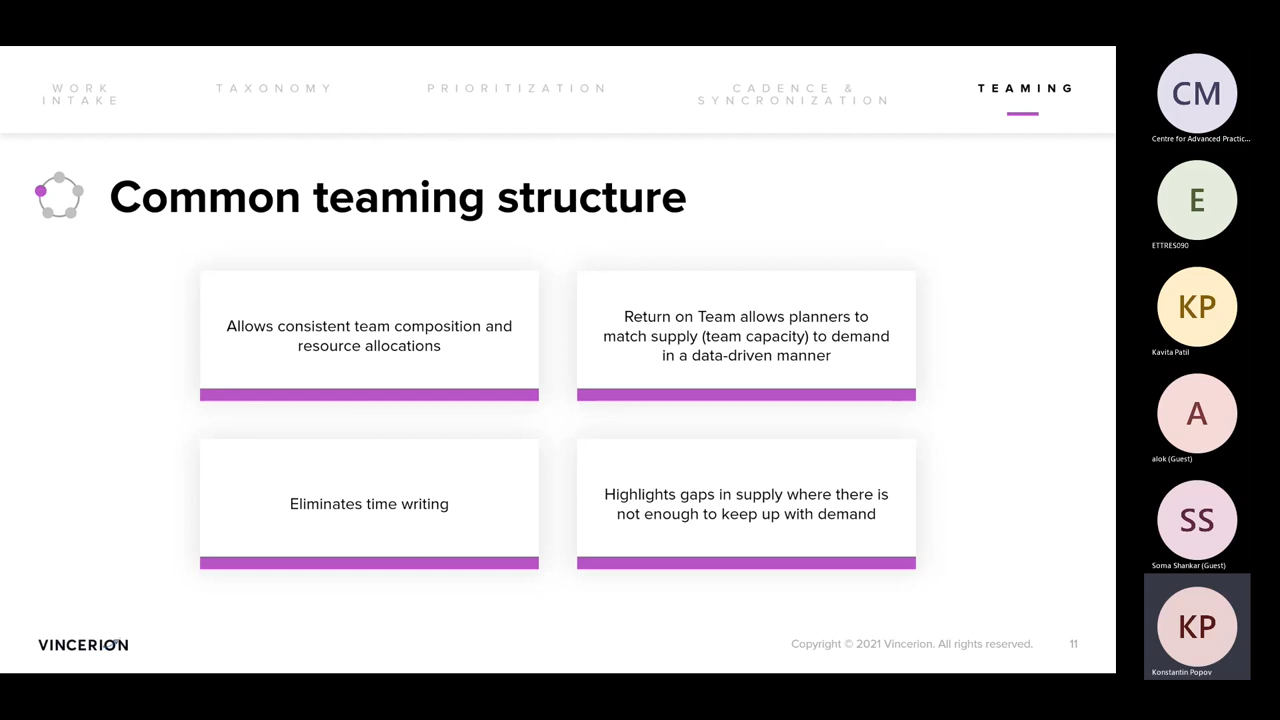 WORK
INTAKE
TAXONOMY
PRIORITIZATION
CADENCE &
SYNCRONIZATION
TEAMING
Common teaming structure
Allows consistent team composition and
resource allocations
Return on Team allows planners to
match supply (team capacity) to demand
in a data-driven manner
Eliminates time writing
Highlights gaps in supply where there is
not enough to keep up with demand
VINCERION
Copyright © 2021 Vincerion. All rights reserved.
11
CM
Centre for Advanced Practic...
E
ETTRES090
KP
Kavita Patil
A
alok (Guest)
SS
Soma Shankar (Guest)
KP
Konstantin Popov